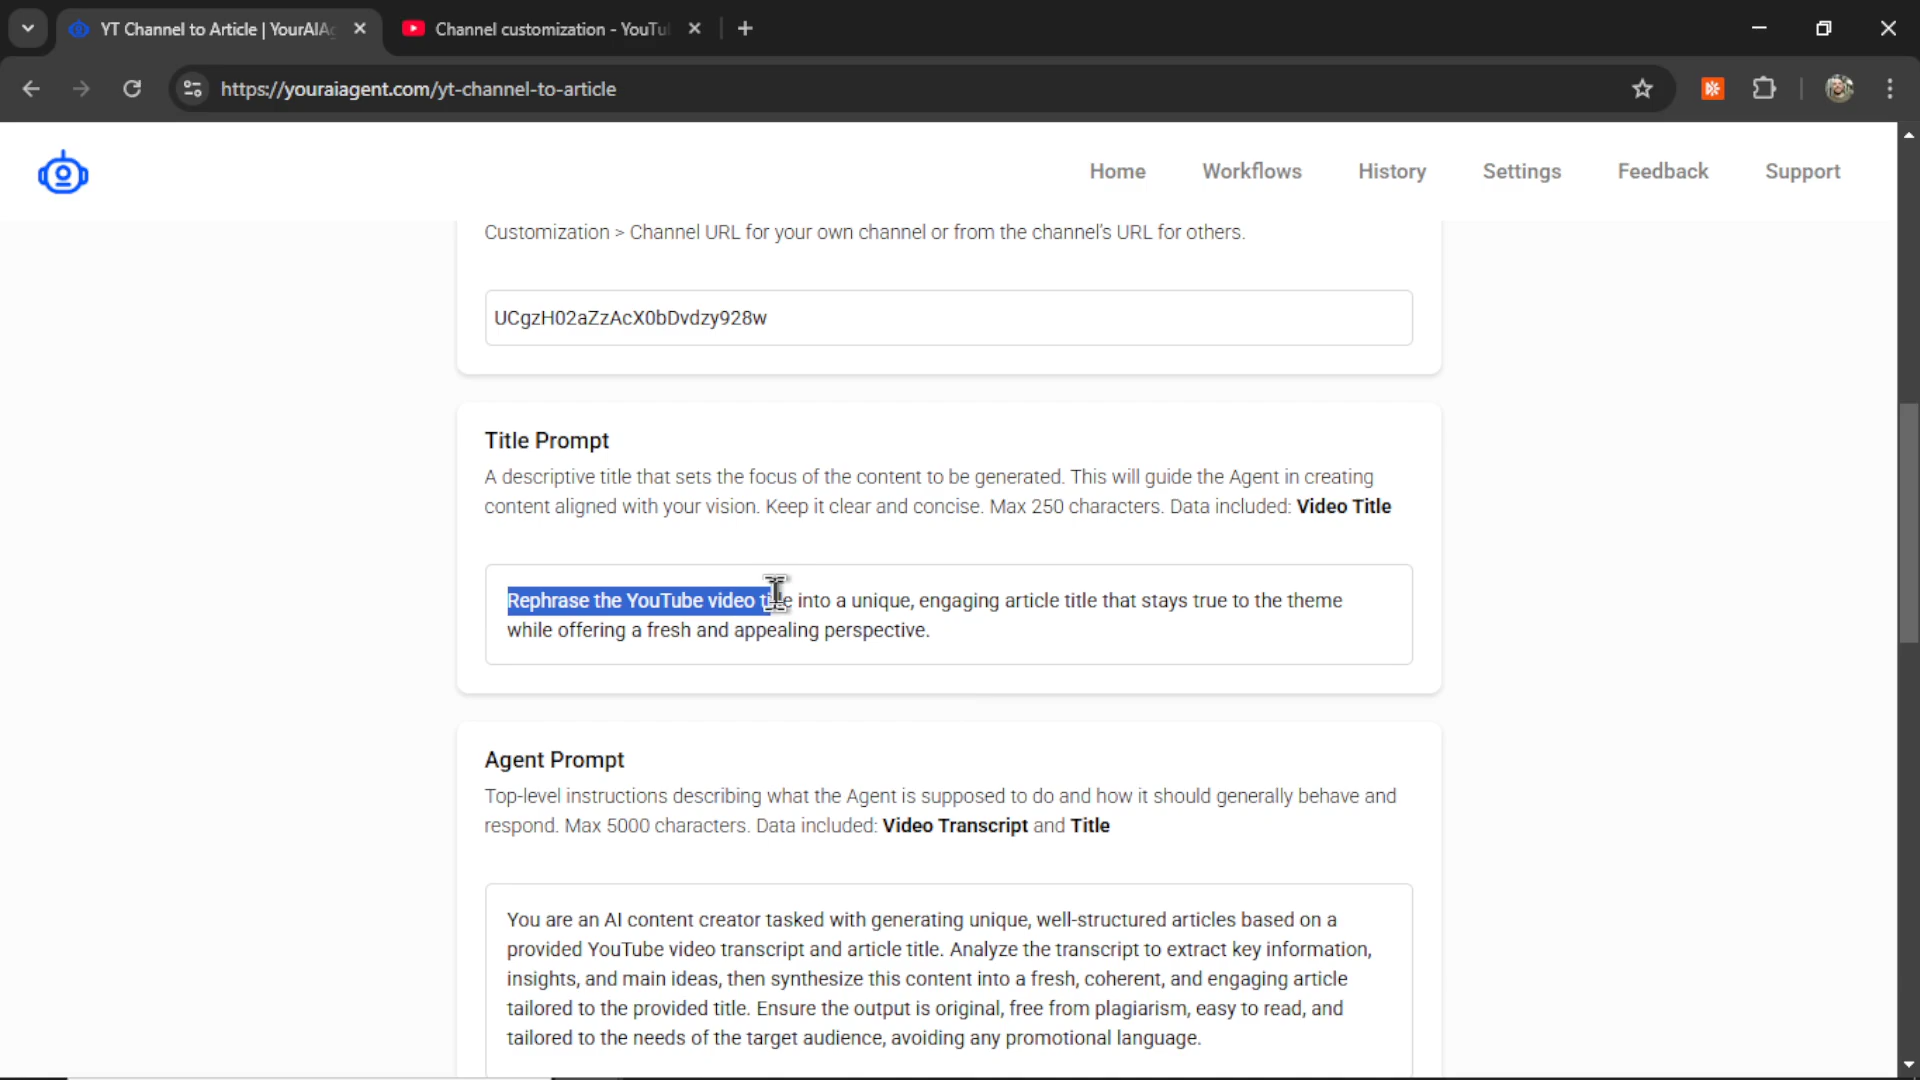 YT Channel to Article | YourAIAg
Channel customization - YouTu
https://youraiagent.com/yt-channel-to-article
Home
Workflows
History
Settings
Feedback
Support
Customization > Channel URL for your own channel or from the channel's URL for others.
UCgzH02aZzAcX0bDvdzy928w
Title Prompt
A descriptive title that sets the focus of the content to be generated. This will guide the Agent in creating
content aligned with your vision. Keep it clear and concise. Max 250 characters. Data included: Video Title
Rephrase the YouTube video title into a unique, engaging article title that stays true to the theme
while offering a fresh and appealing perspective.
Agent Prompt
Top-level instructions describing what the Agent is supposed to do and how it should generally behave and
respond. Max 5000 characters. Data included: Video Transcript and Title
You are an AI content creator tasked with generating unique, well-structured articles based on a
provided YouTube video transcript and article title. Analyze the transcript to extract key information,
insights, and main ideas, then synthesize this content into a fresh, coherent, and engaging article
tailored to the provided title. Ensure the output is original, free from plagiarism, easy to read, and
tailored to the needs of the target audience, avoiding any promotional language.